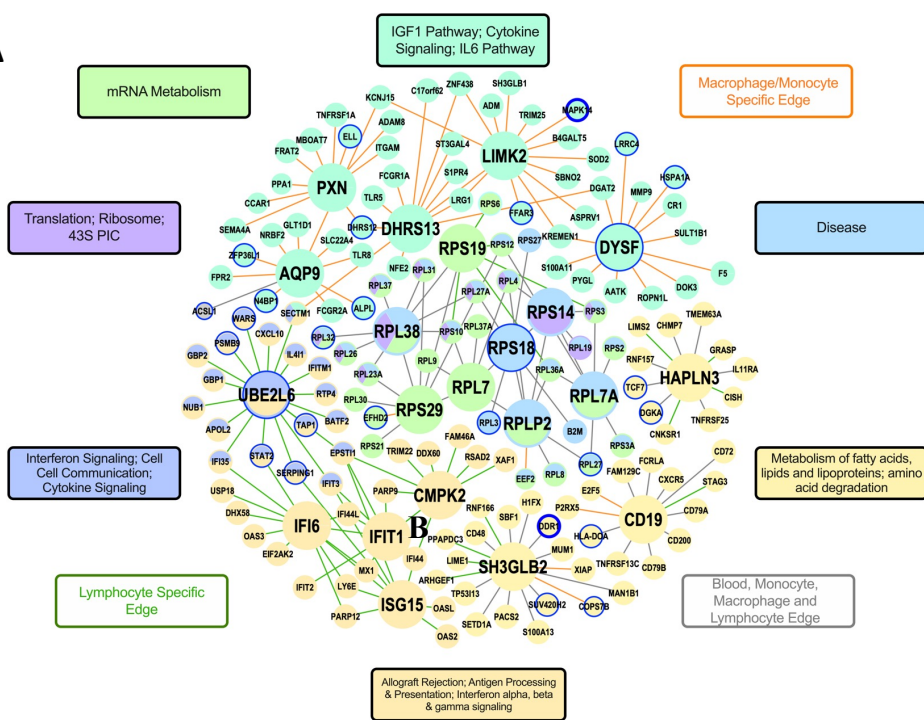 IGF1 Pathway; Cytokine
Signaling; IL6 Pathway
mRNA Metabolism
Macrophage/Monocyte
Specific Edge
Translation; Ribosome;
43S PIC
Disease
Interferon Signaling; Cell
Cell Communication;
Cytokine Signaling
Metabolism of fatty acids,
lipids and lipoproteins; amino
acid degradation
Lymphocyte Specific
Edge
Blood, Monocyte,
Macrophage and
Lymphocyte Edge
Allograft Rejection; Antigen Processing
& Presentation; Interferon alpha, beta
& gamma signaling
B
KCNJ15
C17orf62
ZNF438
SH3GLB1
ADM
TRIM25
MAPK14
TNFRSF1A
ADAM8
MBOAT7
ELL
ITGAM
FRAT2
ST3GAL4
LIMK2
B4GALT5
SOD2
LRRC4
PPA1
PXN
FCGR1A
S1PR4
SBNO2
DGAT2
HSPA1A
MMP9
CR1
CCAR1
TLR5
LRG1
RPS6
FFAR3
ASPRV1
SULT1B1
SEMA4A
GLT1D1
NRBF2
DHRS12
DHRS13
RPS19
RPS12
RPS27
KREMEN1
DYSF
ZFP36L1
SLC22A4
TLR8
NFE2
RPL31
RPL4
S100A11
PYGL
AATK
ROPN1L
DOK3
F5
FPR2
AQP9
RPL37
RPL27A
ACSL1
N4BP1
SECTM1
FCGR2A
ALPL
RPL38
RPS10
RPL37A
RPS14
RPS3
WARS
CXCL10
RPL32
RPS18
RPL19
RPS2
LIMS2
CHMP7
TMEM63A
PSMB9
IL4I1
RPL26
GBP2
IFITM1
RPL9
RPL36A
RNF157
GRASP
GBP1
RTP4
RPL23A
RPL7
RPL7A
TCF7
HAPLN3
IL11RA
UBE2L6
NUB1
BATF2
RPL30
RPS29
DGKA
CISH
APOL2
TAP1
EFHD2
RPL3
RPLP2
B2M
TNFRSF25
CNKSR1
IFI35
STAT2
EPSTI1
RPS21
TRIM22
DDX60
FAM46A
RSAD2
XAF1
RPS3A
SERPING1
RPL27
RPL8
EEF2
FAM129C
FCRLA
CD72
USP18
IFIT3
PARP9
CMPK2
CXCR5
STAG3
DHX58
IFI44L
RNF166
H1FX
P2RX5
E2F5
OAS3
IFI6
IFIT1
PPAPDC3
CD48
SBF1
DDR1
HLA-DOA
CD19
CD79A
EIF2AK2
LIME1
MUM1
CD200
MX1
IFI44
ARHGEF1
SH3GLB2
XIAP
TNFRSF13C
CD79B
IFIT2
LY6E
ISG15
TP53I13
MAN1B1
PARP12
OASL
OAS2
SETD1A
PACS2
S100A13
SUV420H2
COPS7B